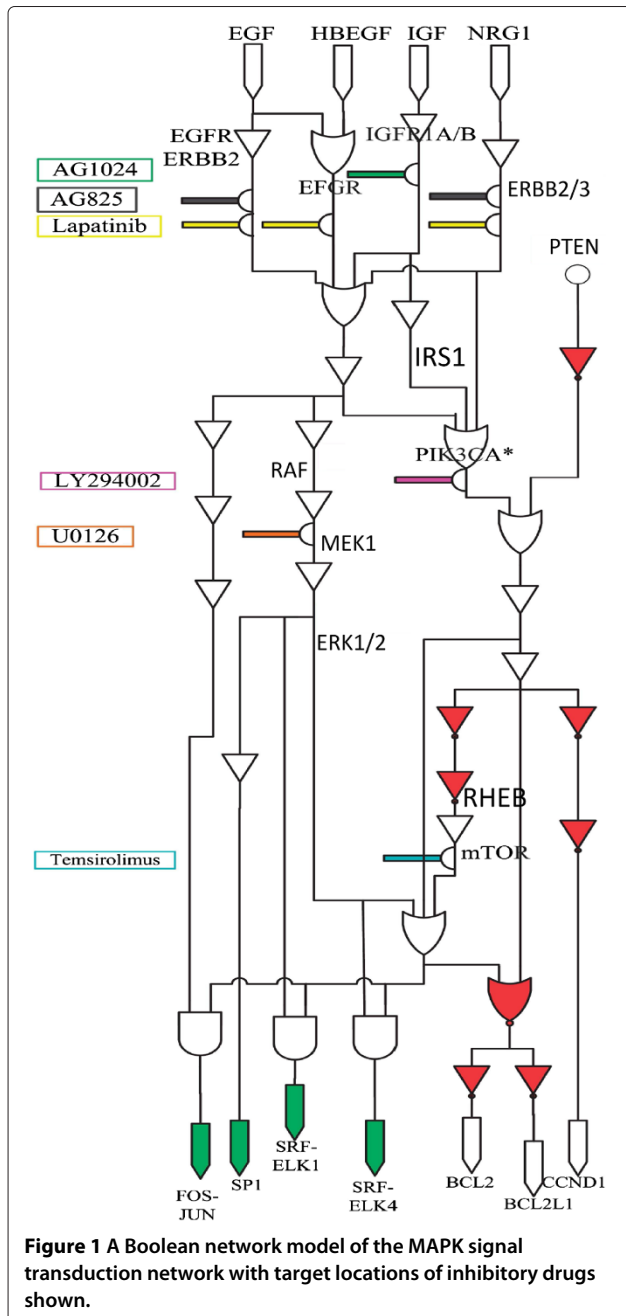 EGF HBEGF IGF NRG1
EGFR
ERBB2
IGFR1A/B
AG1024
EFGR
ERBB2/3
AG825
Lapatinib
PTEN
IRS1
PIK3CA*
RAF
LY294002
U0126
MEK1
ERK1/2
RHEB
Temsirolimus
mTOR
FOS-
JUN
SP1
SRF-
ELK1
SRF-
ELK4
BCL2
BCL2L1
CCND1
Figure 1 A Boolean network model of the MAPK signal
transduction network with target locations of inhibitory drugs
shown.